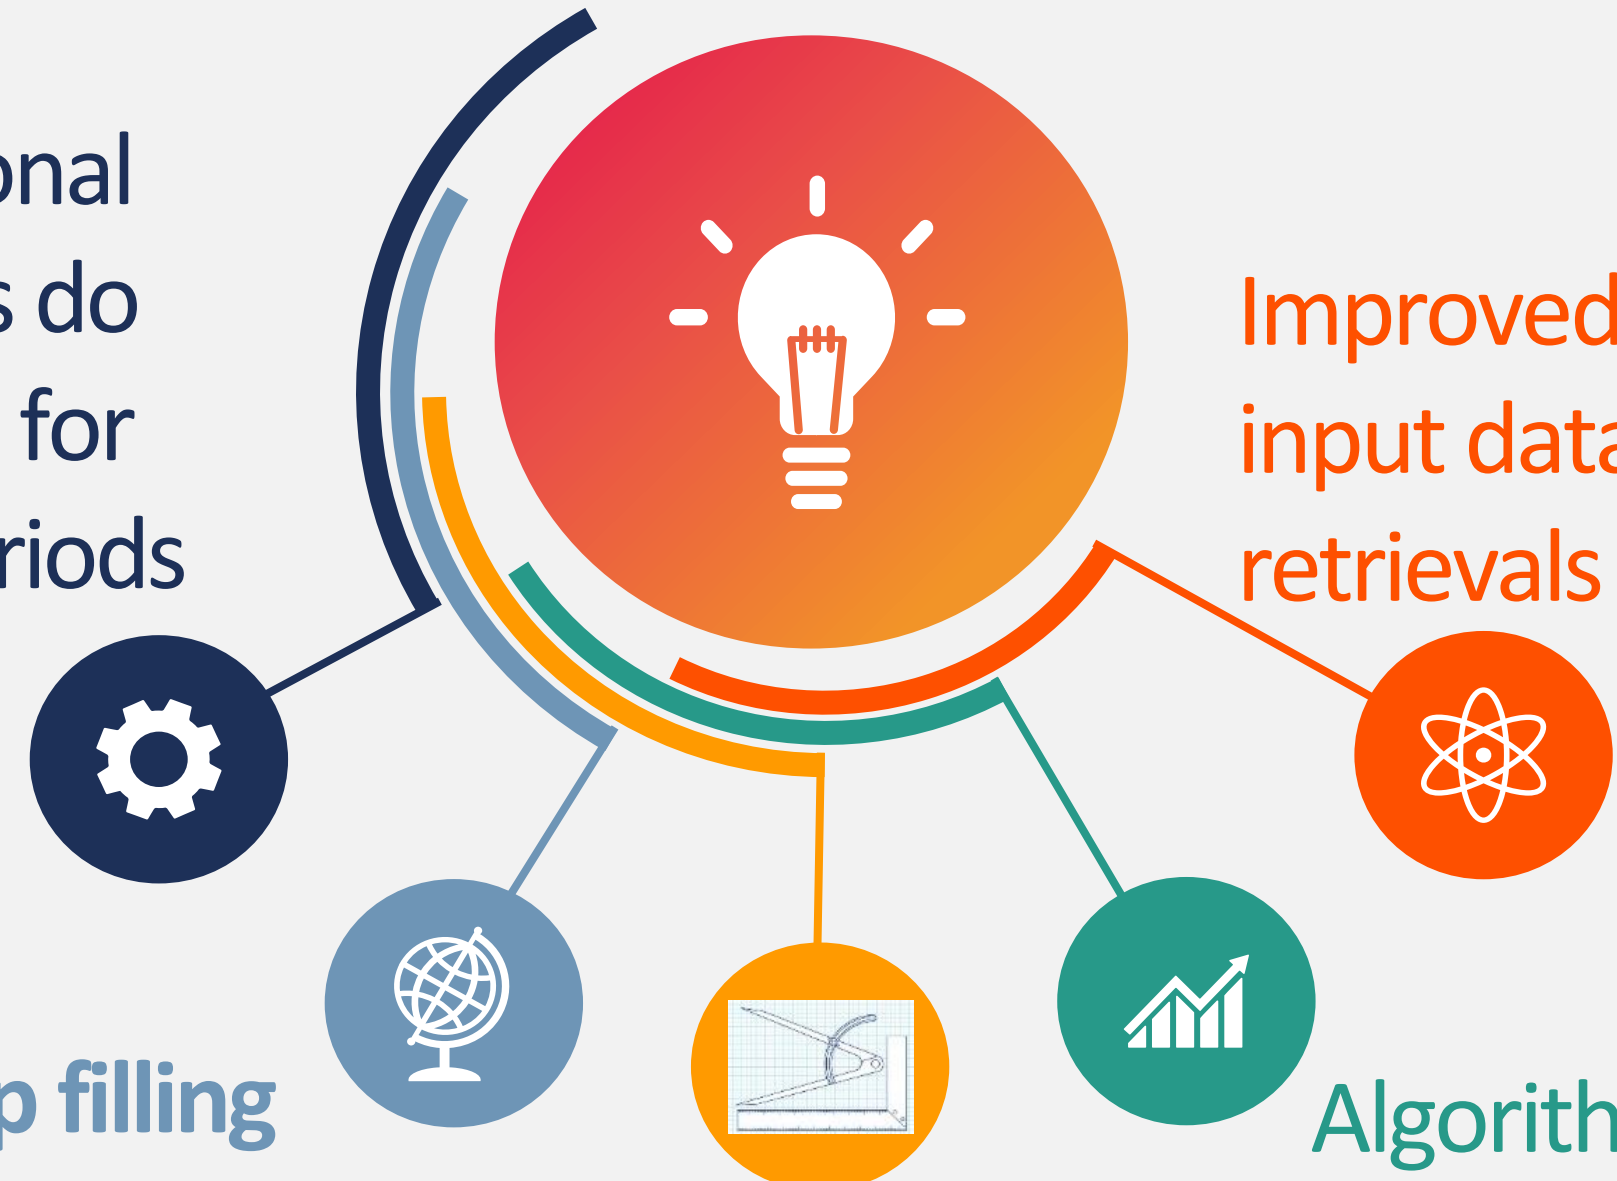 onal
s do
for
riods
Improved
input data
retrievals
p filling
Algorith